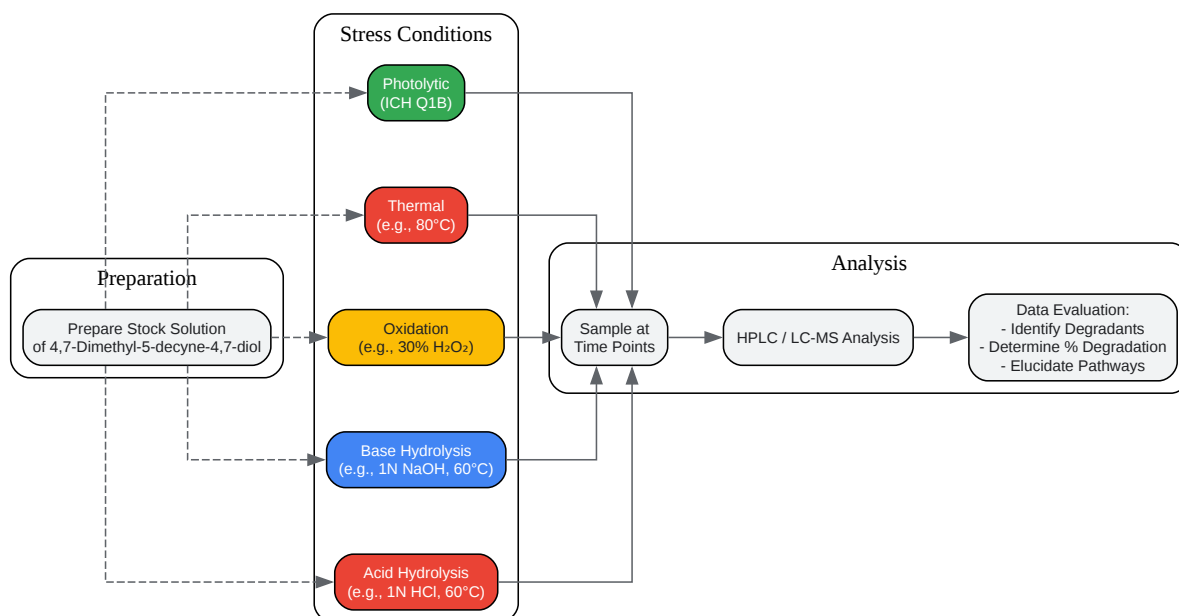 Stress Conditions
Photolytic
(ICH Q1B)
Thermal
(e.g., 80°C)
Preparation
Prepare Stock Solution
of 4,7-Dimethyl-5-decyne-4,7-diol
Oxidation
(e.g., 30% H₂O₂)
Base Hydrolysis
(e.g., 1N NaOH, 60°C)
Acid Hydrolysis
(e.g., 1N HCl, 60°C)
Analysis
Sample at
Time Points
HPLC / LC-MS Analysis
Data Evaluation:
- Identify Degradants
- Determine % Degradation
- Elucidate Pathways